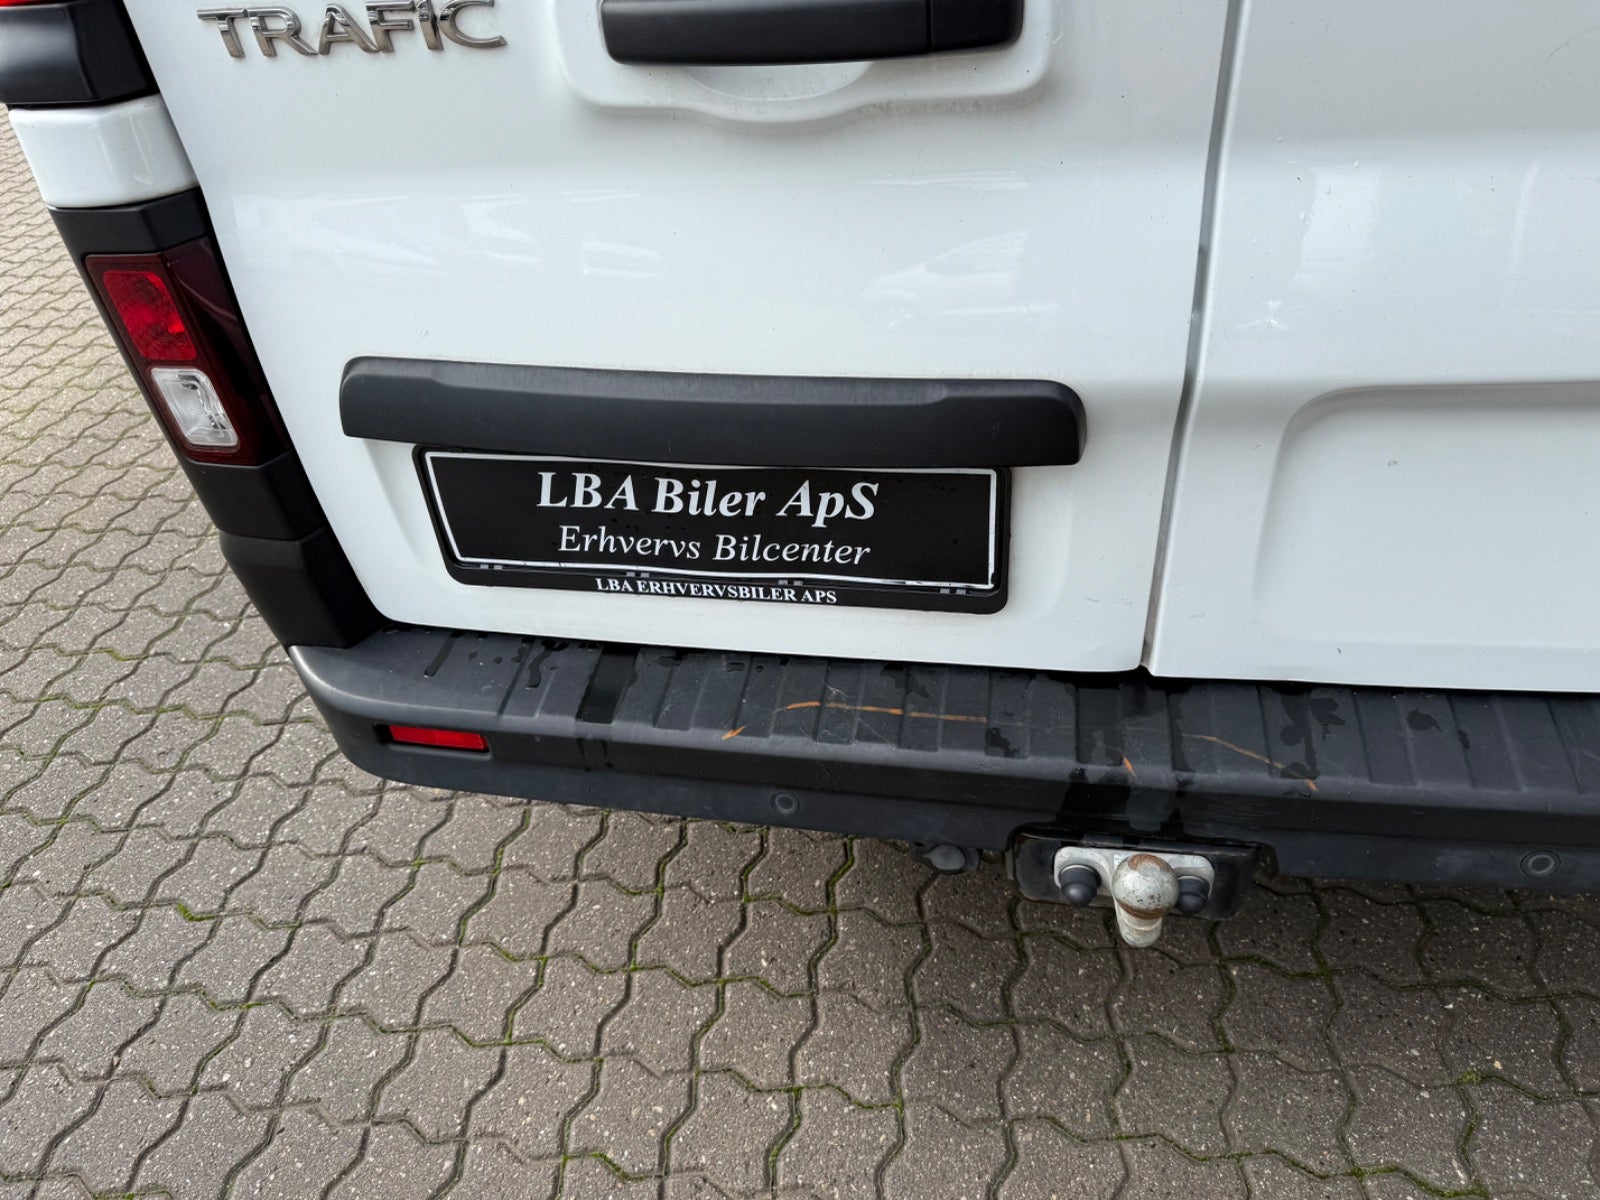 TRAFIC
LBA Biler ApS
Erhvervs Bilcenter
LBA ERHVERVSBILER APS